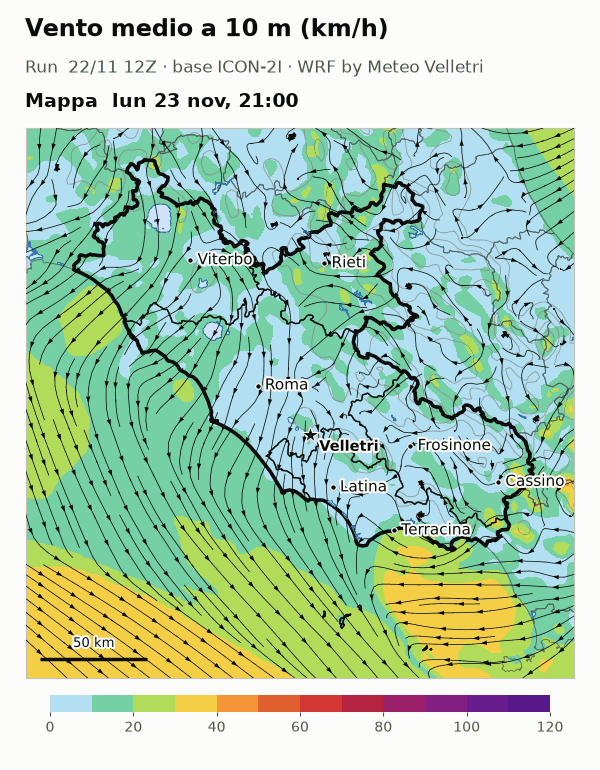 Vento medio a 10 m (km/h)
Run 22/11 12Z · base ICON-2I · WRF by Meteo Velletri
Mappa lun 23 nov, 21:00
Viterbo
Rieti
Roma
Velletri
Frosinone
Cassino
Latina
Terracina
50 km
0 20 40 60 80 100 120